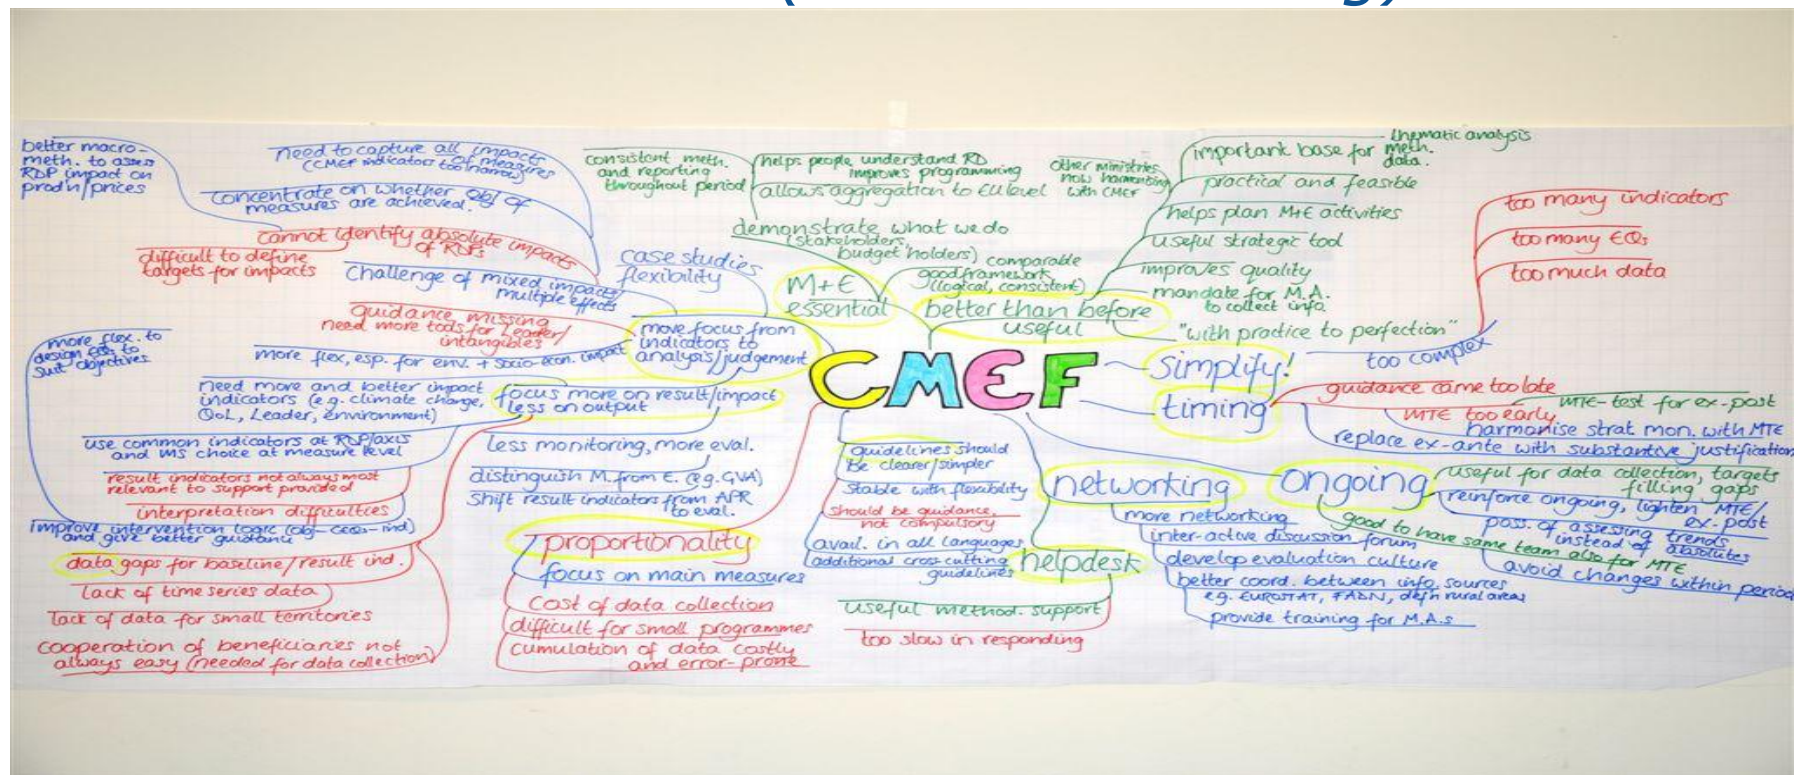 better macro-
meth. to assess
RDP impact on
prod'n/prices
need to capture all impacts
of measures
(CMEF indicators too narrow)
concentrate on whether obj of
measures are achieved.
cannot identify absolute impacts
of RDPs
difficult to define
targets for impacts
challenge of mixed impacts/
multiple effects
case studies
flexibility
guidance missing
need more tools for Leader/
intangibles
move focus from
indicators to
analysis/judgement
more flex. to
design EQs to
suit objectives
more flex, esp. for env. + socio-econ. impact
need more and better impact
indicators (e.g. climate change,
QoL, Leader, environment)
focus more on result/impact
less on output
use common indicators at RDP/axis
and MS choice at measure level
less monitoring, more eval.
distinguish M. from E. (eg. GVA)
shift result indicators from APR
to eval.
result indicators not always most
relevant to support provided
interpretation difficulties
improve intervention logic (obj-CEQs-ind)
and give better guidance
data gaps for baseline/result ind.
lack of time series data
lack of data for small territories
cooperation of beneficiaries not
always easy (needed for data collection)
proportionality
focus on main measures
cost of data collection
difficult for small programmes
cumulation of data costly
and error-prone
consistent meth.
and reporting
throughout period
helps people understand RD
improves programming
allows aggregation to EU level
demonstrate what we do
(stakeholders,
budget holders)
M+E
essential
comparable
good framework
(logical, consistent)
other ministries
now harmonising
with CMEF
better than before
useful
thematic analysis
important base for meth.
data.
practical and feasible
helps plan M+E activities
useful strategic tool
improves quality
mandate for M.A.
to collect info.
"with practice to perfection"
CMEF
simplify!
too many indicators
too many EQs
too much data
too complex
timing
guidance came too late
MTE too early
MTE-test for ex-post
harmonise strat mon. with MTE
replace ex-ante with substantive justification
guidelines should
be clearer/simpler
stable with flexibility
should be guidance,
not compulsory
avail. in all languages
additional cross-cutting
guidelines
helpdesk
useful method. support
too slow in responding
networking
more networking
inter-active discussion forum
develop evaluation culture
better coord. between info. sources
e.g. EUROSTAT, FADN, def'n rural areas
provide training for M.A.s
ongoing
useful for data collection, targets
filling gaps
reinforce ongoing, lighten MTE/
ex-post
poss. of assessing trends
instead of absolutes
good to have same team also for MTE
avoid changes within period